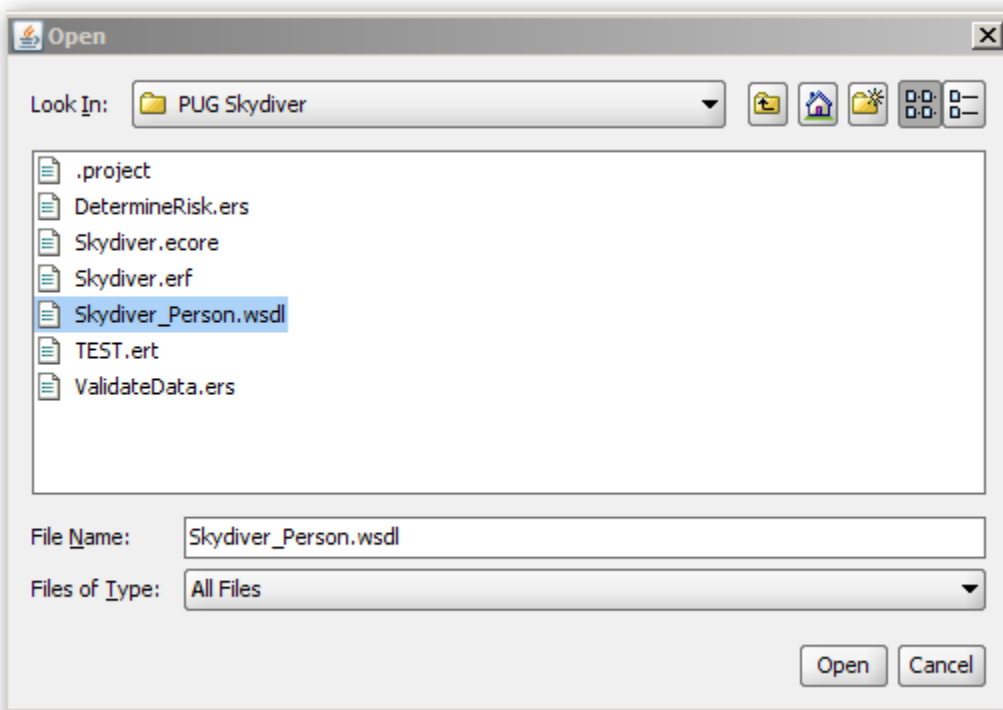 Open
Look In: PUG Skydiver
.project
DetermineRisk.ers
Skydiver.ecore
Skydiver.erf
Skydiver_Person.wsdl
TEST.ert
ValidateData.ers
File Name: Skydiver_Person.wsdl
Files of Type: All Files
Open Cancel